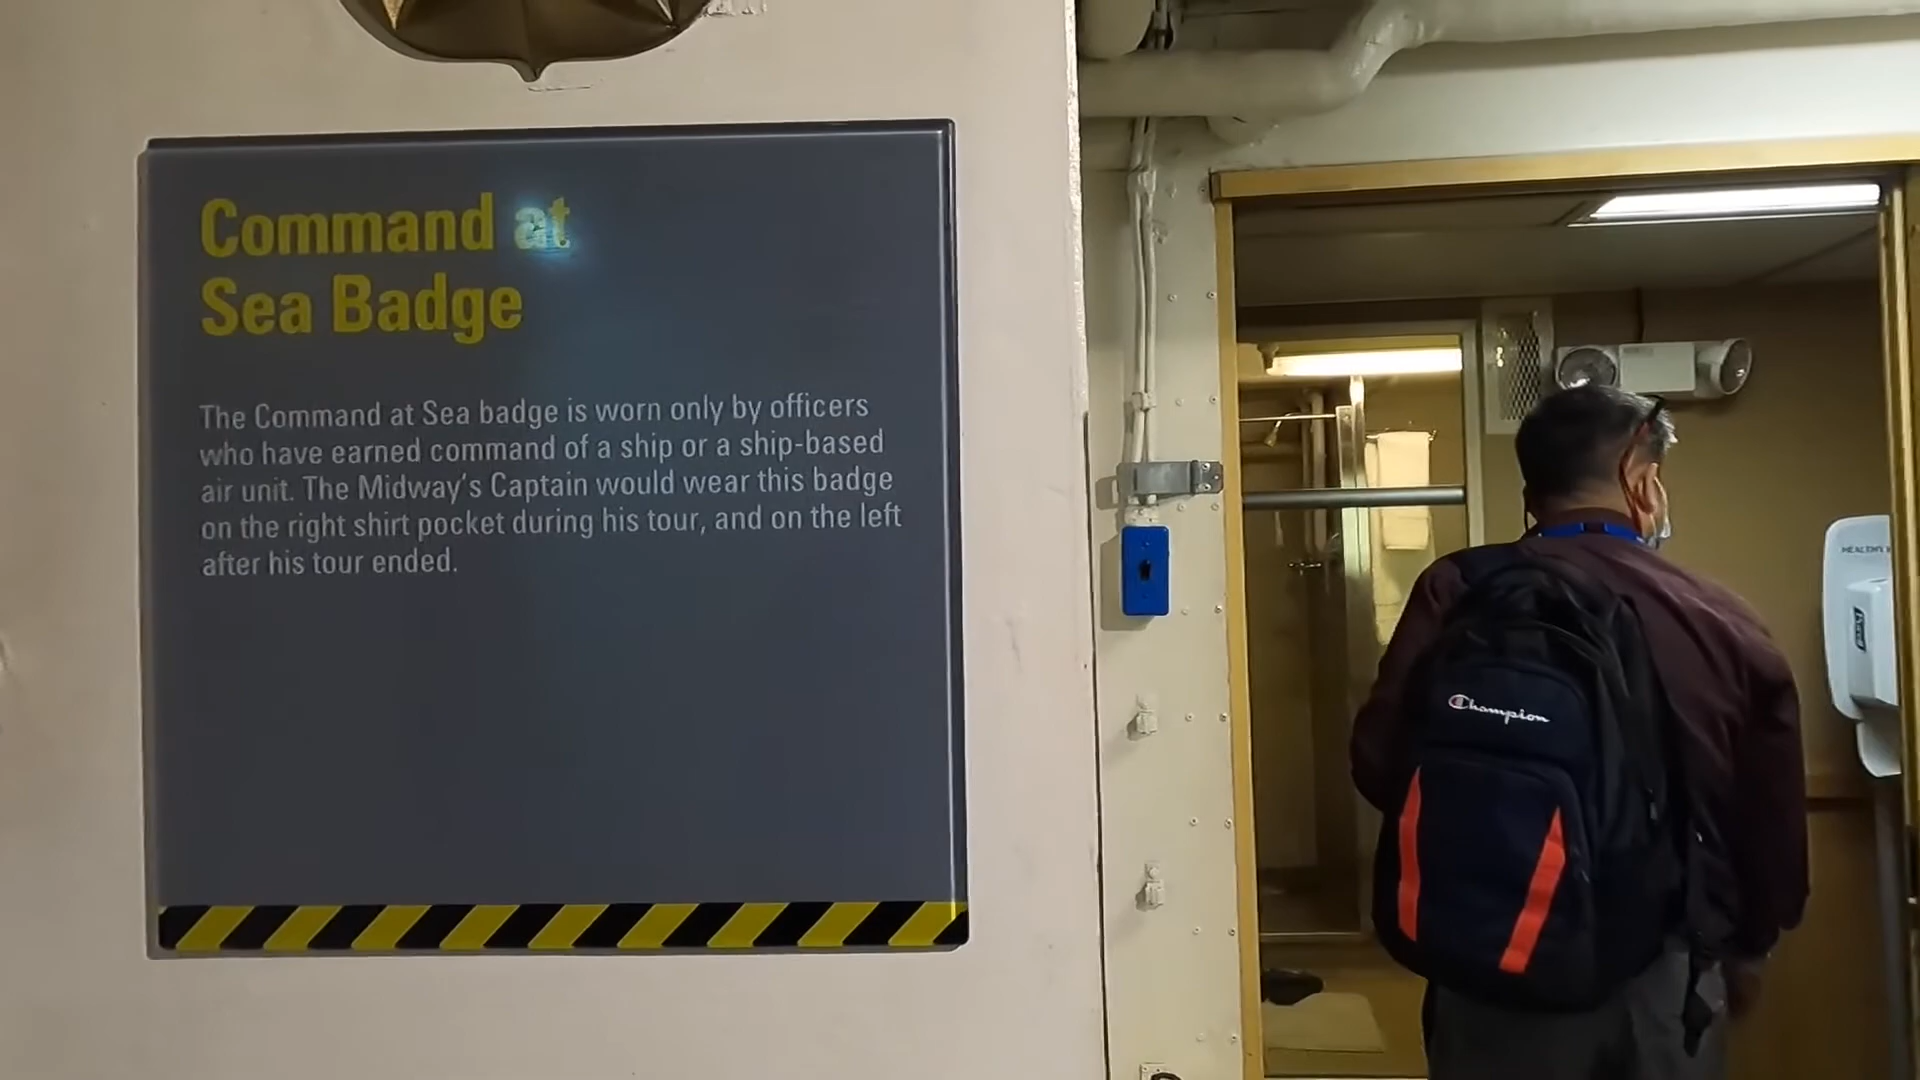 Command at
Sea Badge
The Command at Sea badge is worn only by officers
who have earned command of a ship or a ship-based
air unit. The Midway's Captain would wear this badge
on the right shirt pocket during his tour, and on the left
after his tour ended.
Champion
HEALTHY
Purell